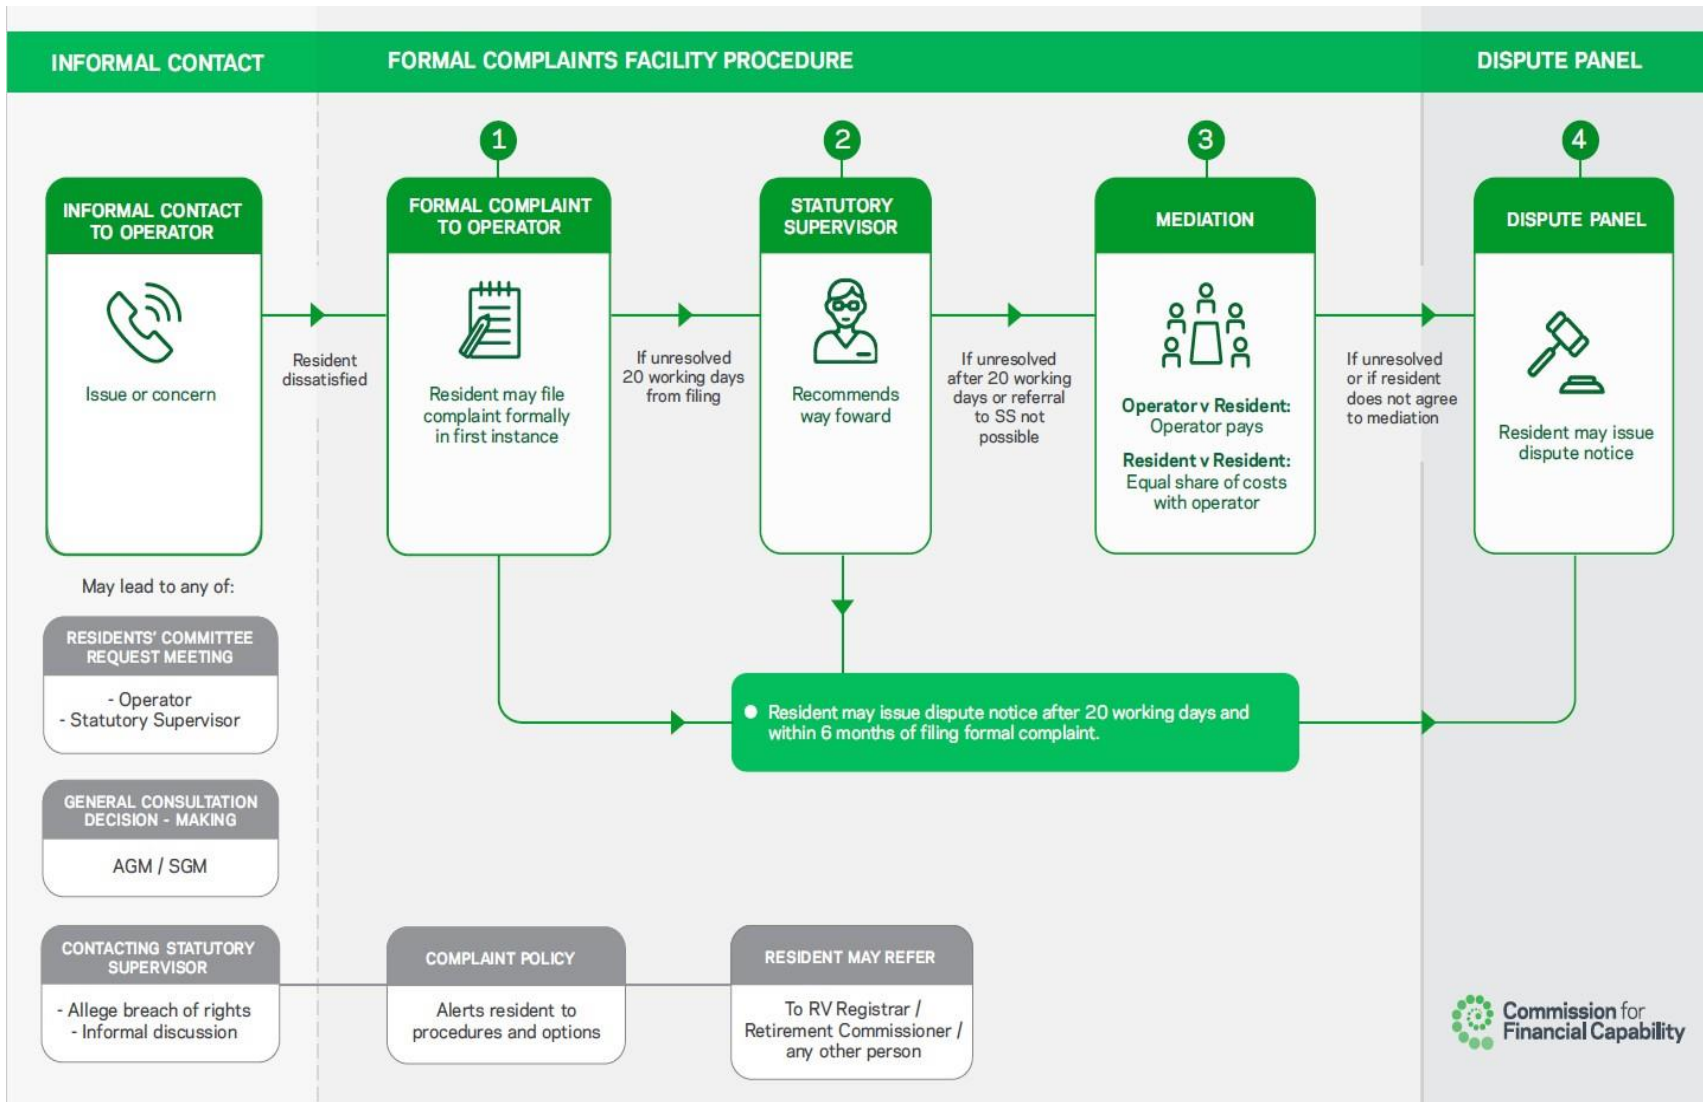 INFORMAL CONTACT
FORMAL COMPLAINTS FACILITY PROCEDURE
DISPUTE PANEL
INFORMAL CONTACT
TO OPERATOR
Issue or concern
Resident
dissatisfied
1
FORMAL COMPLAINT
TO OPERATOR
Resident may file
complaint formally
in first instance
If unresolved
20 working days
from filing
2
STATUTORY
SUPERVISOR
Recommends
way foward
If unresolved
after 20 working
days or referral
to SS not
possible
3
MEDIATION
Operator v Resident:
Operator pays
Resident v Resident:
Equal share of costs
with operator
If unresolved
or if resident
does not agree
to mediation
4
DISPUTE PANEL
Resident may issue
dispute notice
Resident may issue dispute notice after 20 working days and
within 6 months of filing formal complaint.
May lead to any of:
RESIDENTS' COMMITTEE
REQUEST MEETING
- Operator
- Statutory Supervisor
GENERAL CONSULTATION
DECISION - MAKING
AGM / SGM
CONTACTING STATUTORY
SUPERVISOR
- Allege breach of rights
- Informal discussion
COMPLAINT POLICY
Alerts resident to
procedures and options
RESIDENT MAY REFER
To RV Registrar /
Retirement Commissioner /
any other person
Commission for
Financial Capability